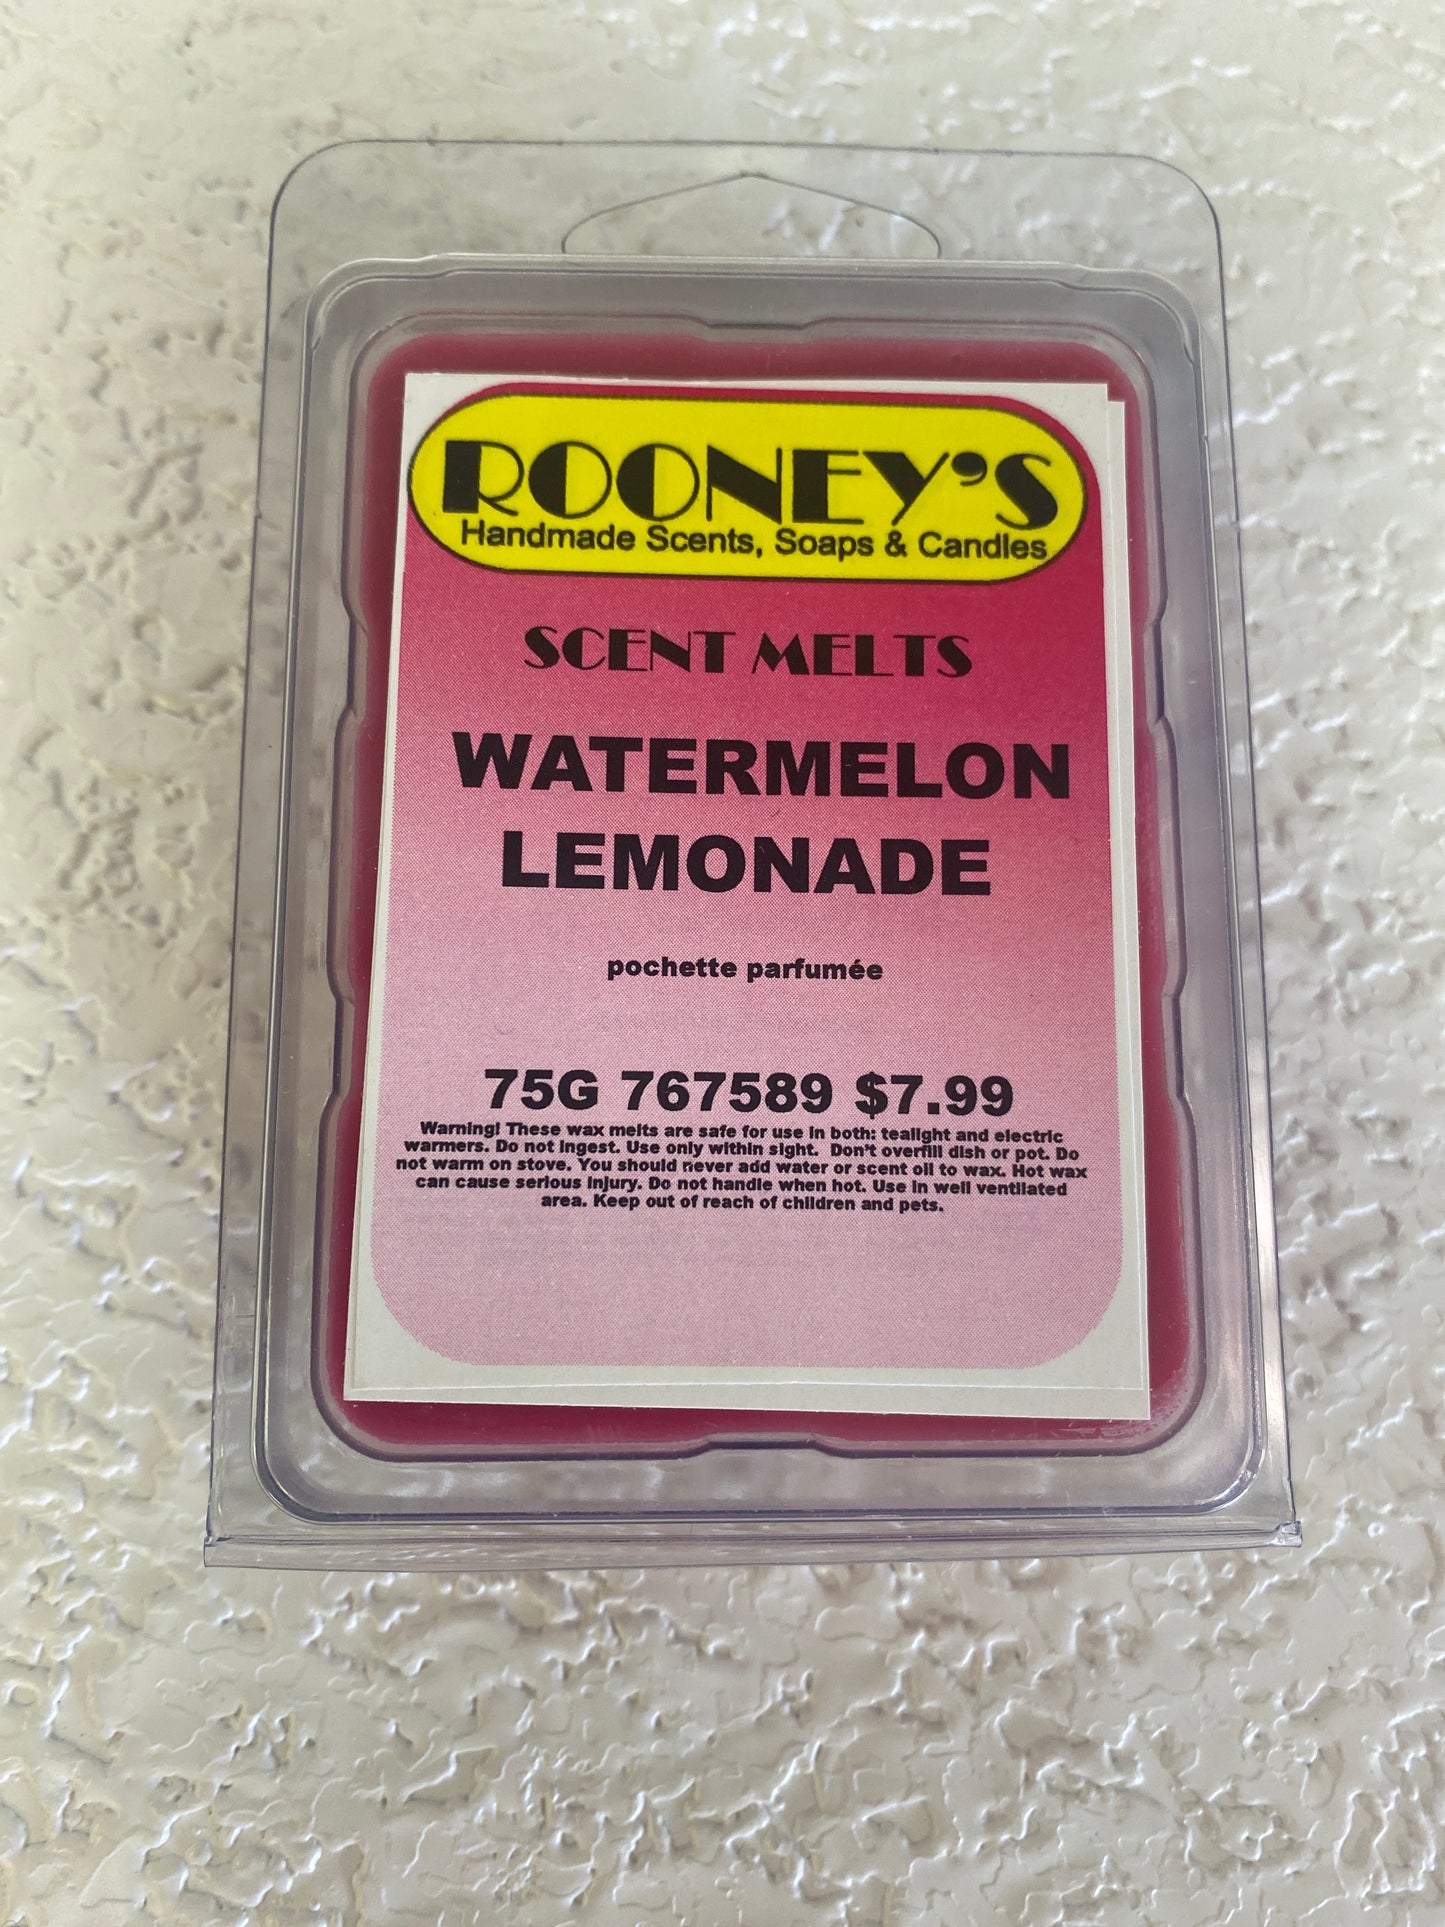 ROONEY'S
Handmade Scents, Soaps & Candles
SCENT MELTS
WATERMELON
LEMONADE
pochette parfumée
75G 767589 $7.99
Warning! These wax melts are safe for use in both: tealight and electric
warmers. Do not ingest. Use only within sight. Don't overfill dish or pot. Do
not warm on stove. You should never add water or scent oil to wax. Hot wax
can cause serious injury. Do not handle when hot. Use in well ventilated
area. Keep out of reach of children and pets.